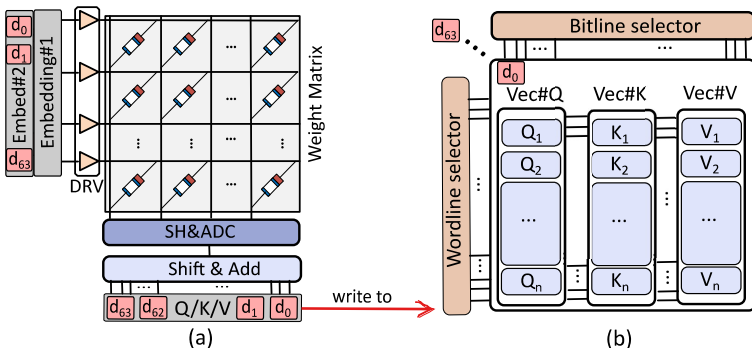 d0
d1
d63
Embed#2
Embedding#1
DRV
...
...
...
...
Weight Matrix
SH&ADC
Shift & Add
...
...
d63
d62
Q/K/V
d1
d0
(a)
write to
d63
d0
Bitline selector
...
...
Wordline selector
...
...
Vec#Q
Vec#K
Vec#V
Q1
K1
V1
Q2
K2
V2
...
...
...
Qn
Kn
Vn
(b)